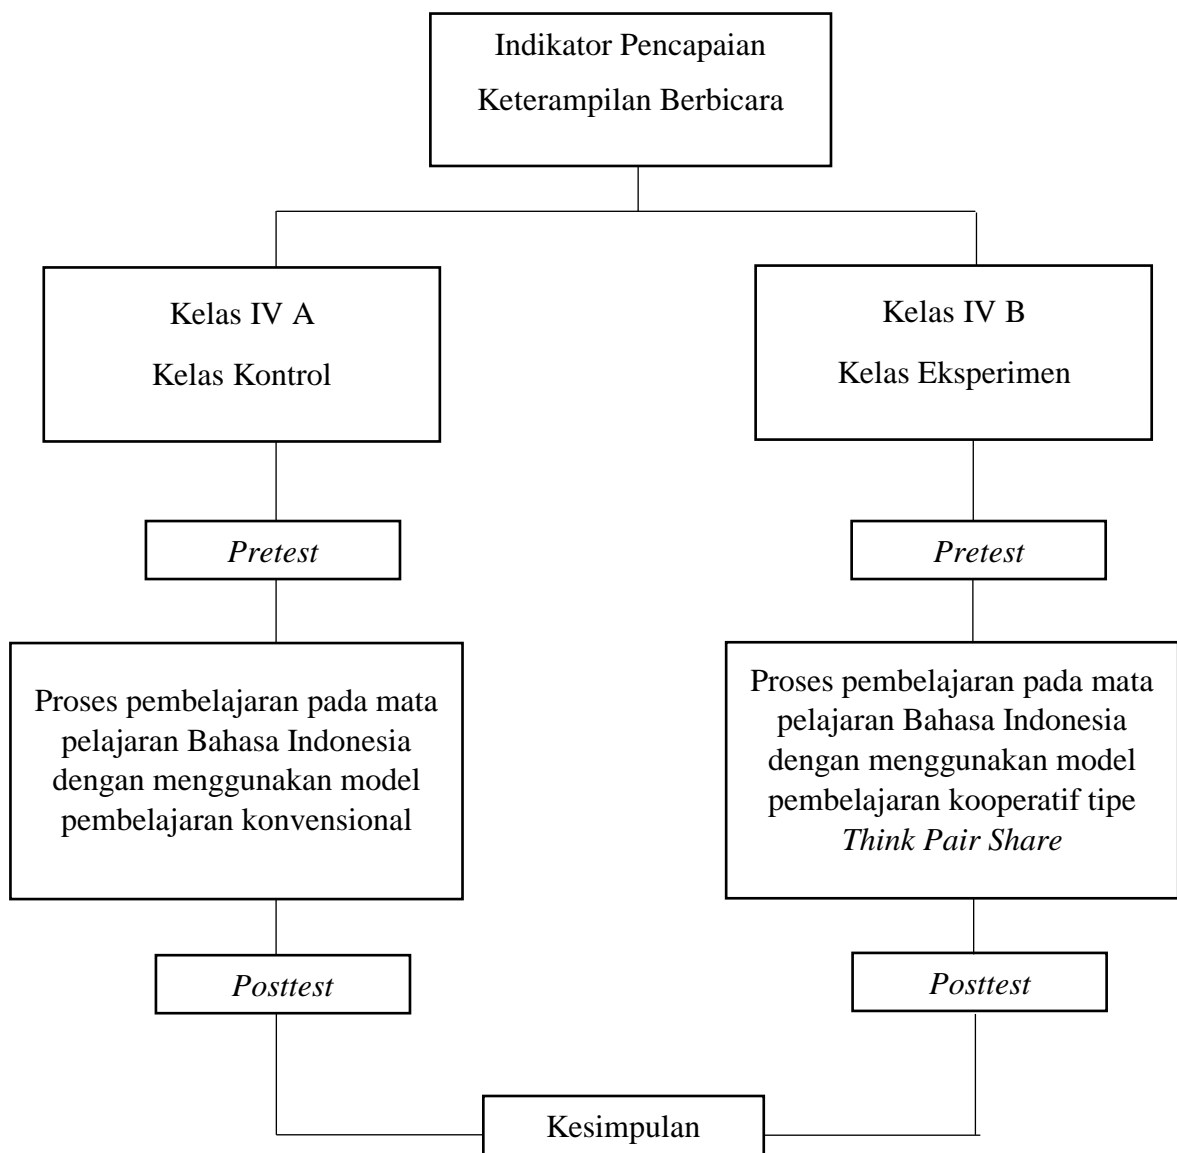 Indikator Pencapaian
Keterampilan Berbicara
Kelas IV A
Kelas Kontrol
Kelas IV B
Kelas Eksperimen
Pretest
Pretest
Proses pembelajaran pada mata
pelajaran Bahasa Indonesia
dengan menggunakan model
pembelajaran konvensional
Proses pembelajaran pada mata
pelajaran Bahasa Indonesia
dengan menggunakan model
pembelajaran kooperatif tipe
Think Pair Share
Posttest
Posttest
Kesimpulan